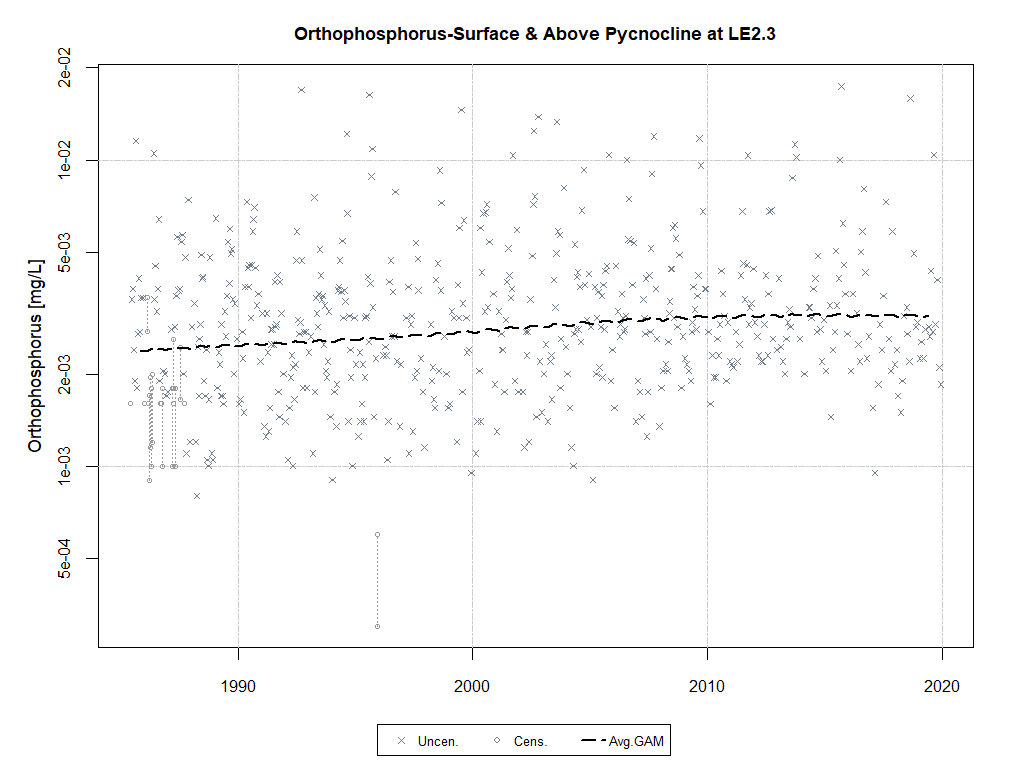 Orthophosphorus-Surface & Above Pycnocline at LE2.3
Orthophosphorus [mg/L]
2e-02
1e-02
5e-03
2e-03
1e-03
5e-04
1990 2000 2010 2020
Uncen. Cens. Avg.GAM